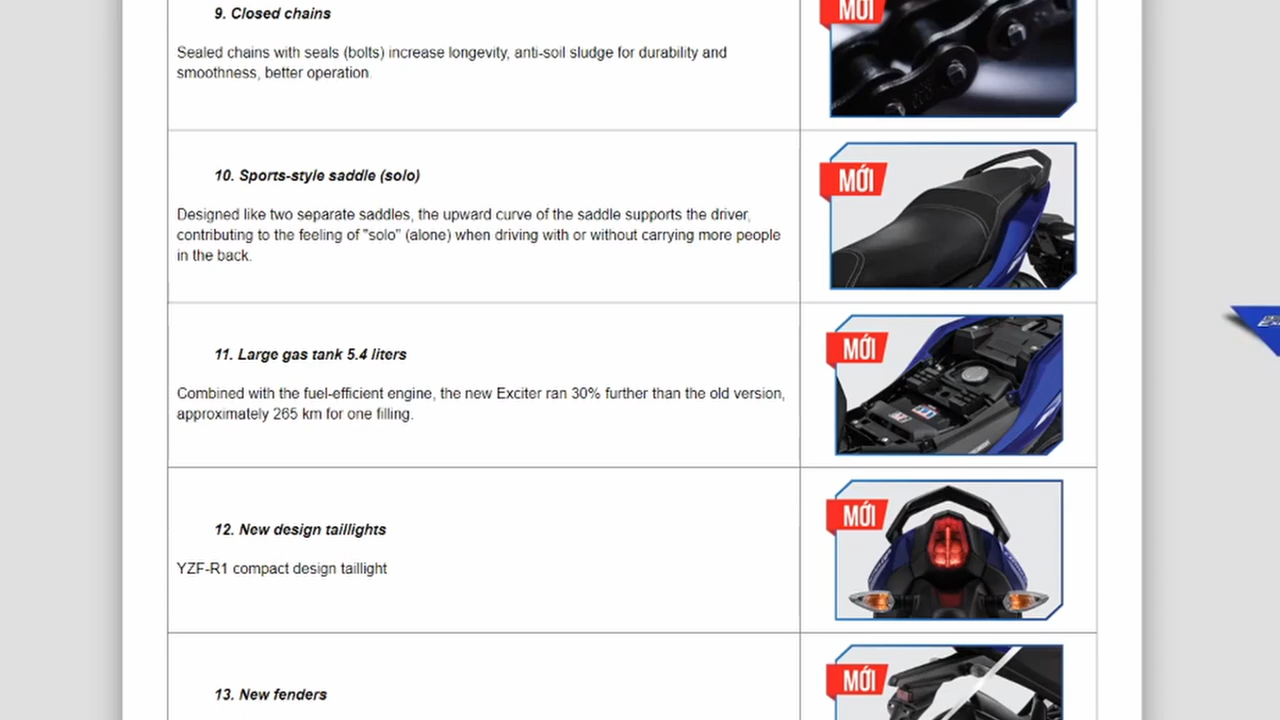 9. Closed chains
MỚI
Sealed chains with seals (bolts) increase longevity, anti-soil sludge for durability and
smoothness, better operation.
10. Sports-style saddle (solo)
MỚI
Designed like two separate saddles, the upward curve of the saddle supports the driver,
contributing to the feeling of "solo" (alone) when driving with or without carrying more people
in the back.
11. Large gas tank 5.4 liters
MỚI
Combined with the fuel-efficient engine, the new Exciter ran 30% further than the old version,
approximately 265 km for one filling.
12. New design taillights
MỚI
YZF-R1 compact design taillight
13. New fenders
MỚI